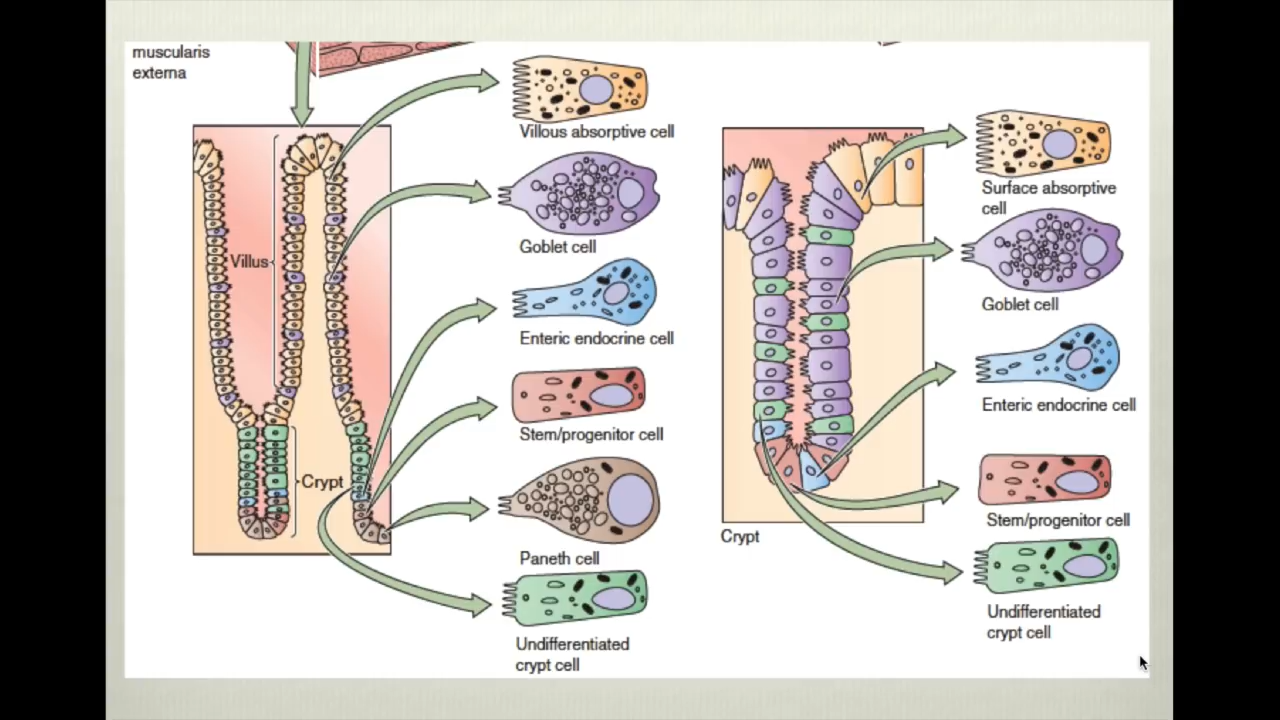 muscularis
externa
Villous absorptive cell
Goblet cell
Villus
Enteric endocrine cell
Stem/progenitor cell
Crypt
Paneth cell
Undifferentiated
crypt cell
Surface absorptive
cell
Goblet cell
Enteric endocrine cell
Stem/progenitor cell
Crypt
Undifferentiated
crypt cell